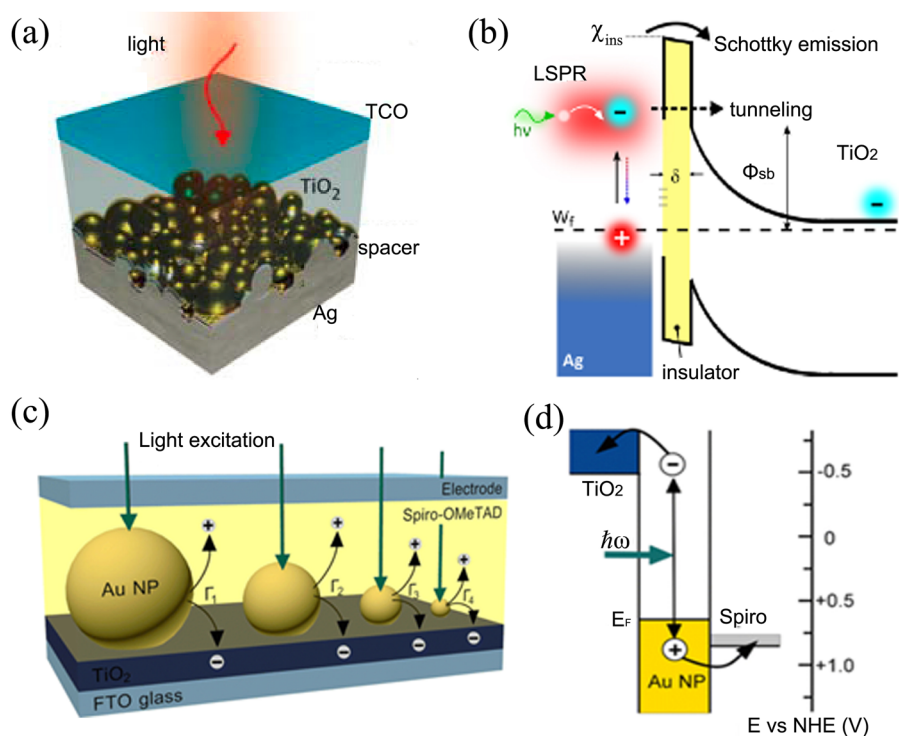 (a)
light
TCO
TiO₂
spacer
Ag
(b)
χins
Schottky emission
LSPR
hν
−
tunneling
TiO₂
Φsb
δ
−
Wf
+
Ag
insulator
(c)
Light excitation
Electrode
Spiro-OMeTAD
+
+
+
+
Au NP
Γ₁
Γ₂
Γ₃
Γ₄
−
−
−
−
TiO₂
FTO glass
(d)
−
-0.5
TiO₂
0
ħω
+0.5
EF
Spiro
+
+1.0
Au NP
E vs NHE (V)